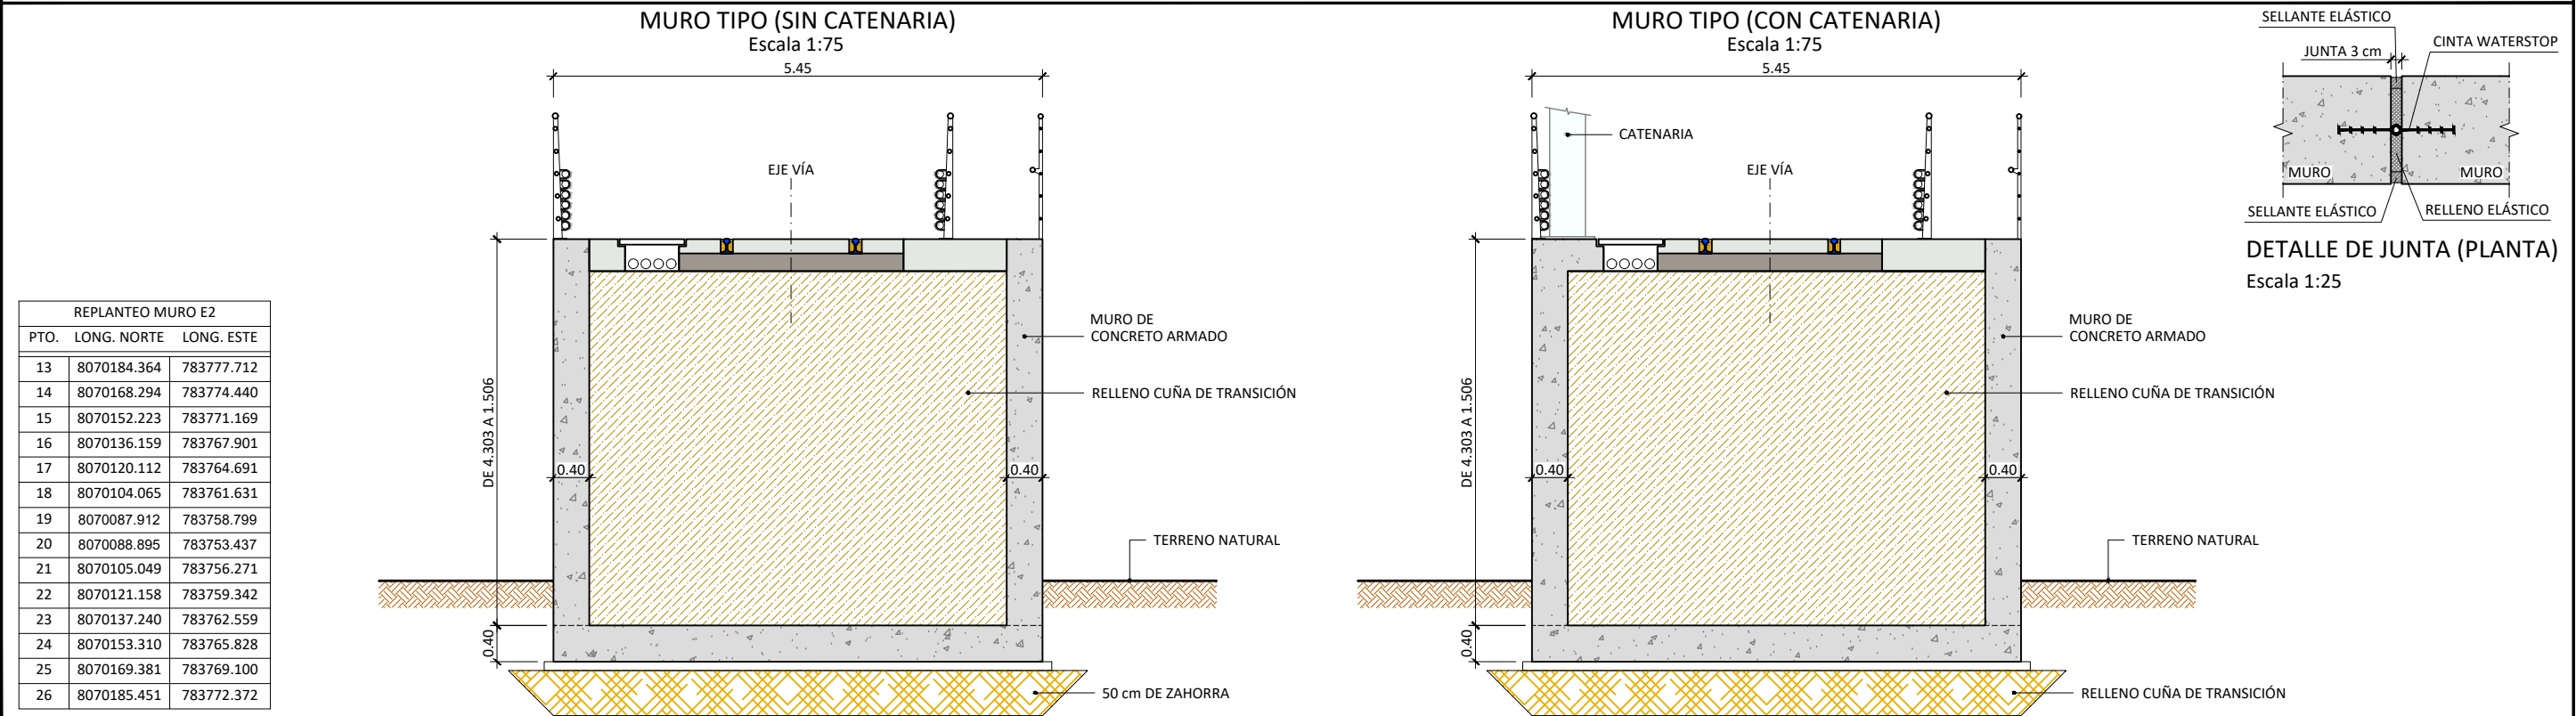 MURO TIPO (SIN CATENARIA)
Escala 1:75
5.45
EJE VÍA
DE 4.303 A 1.506
0.40
0.40
0.40
MURO DE
CONCRETO ARMADO
RELLENO CUÑA DE TRANSICIÓN
TERRENO NATURAL
50 cm DE ZAHORRA
MURO TIPO (CON CATENARIA)
Escala 1:75
5.45
CATENARIA
EJE VÍA
DE 4.303 A 1.506
0.40
0.40
0.40
MURO DE
CONCRETO ARMADO
RELLENO CUÑA DE TRANSICIÓN
TERRENO NATURAL
RELLENO CUÑA DE TRANSICIÓN
SELLANTE ELÁSTICO
JUNTA 3 cm
CINTA WATERSTOP
MURO
MURO
SELLANTE ELÁSTICO
RELLENO ELÁSTICO
DETALLE DE JUNTA (PLANTA)
Escala 1:25
REPLANTEO MURO E2
PTO. LONG. NORTE LONG. ESTE
13 8070184.364 783777.712
14 8070168.294 783774.440
15 8070152.223 783771.169
16 8070136.159 783767.901
17 8070120.112 783764.691
18 8070104.065 783761.631
19 8070087.912 783758.799
20 8070088.895 783753.437
21 8070105.049 783756.271
22 8070121.158 783759.342
23 8070137.240 783762.559
24 8070153.310 783765.828
25 8070169.381 783769.100
26 8070185.451 783772.372